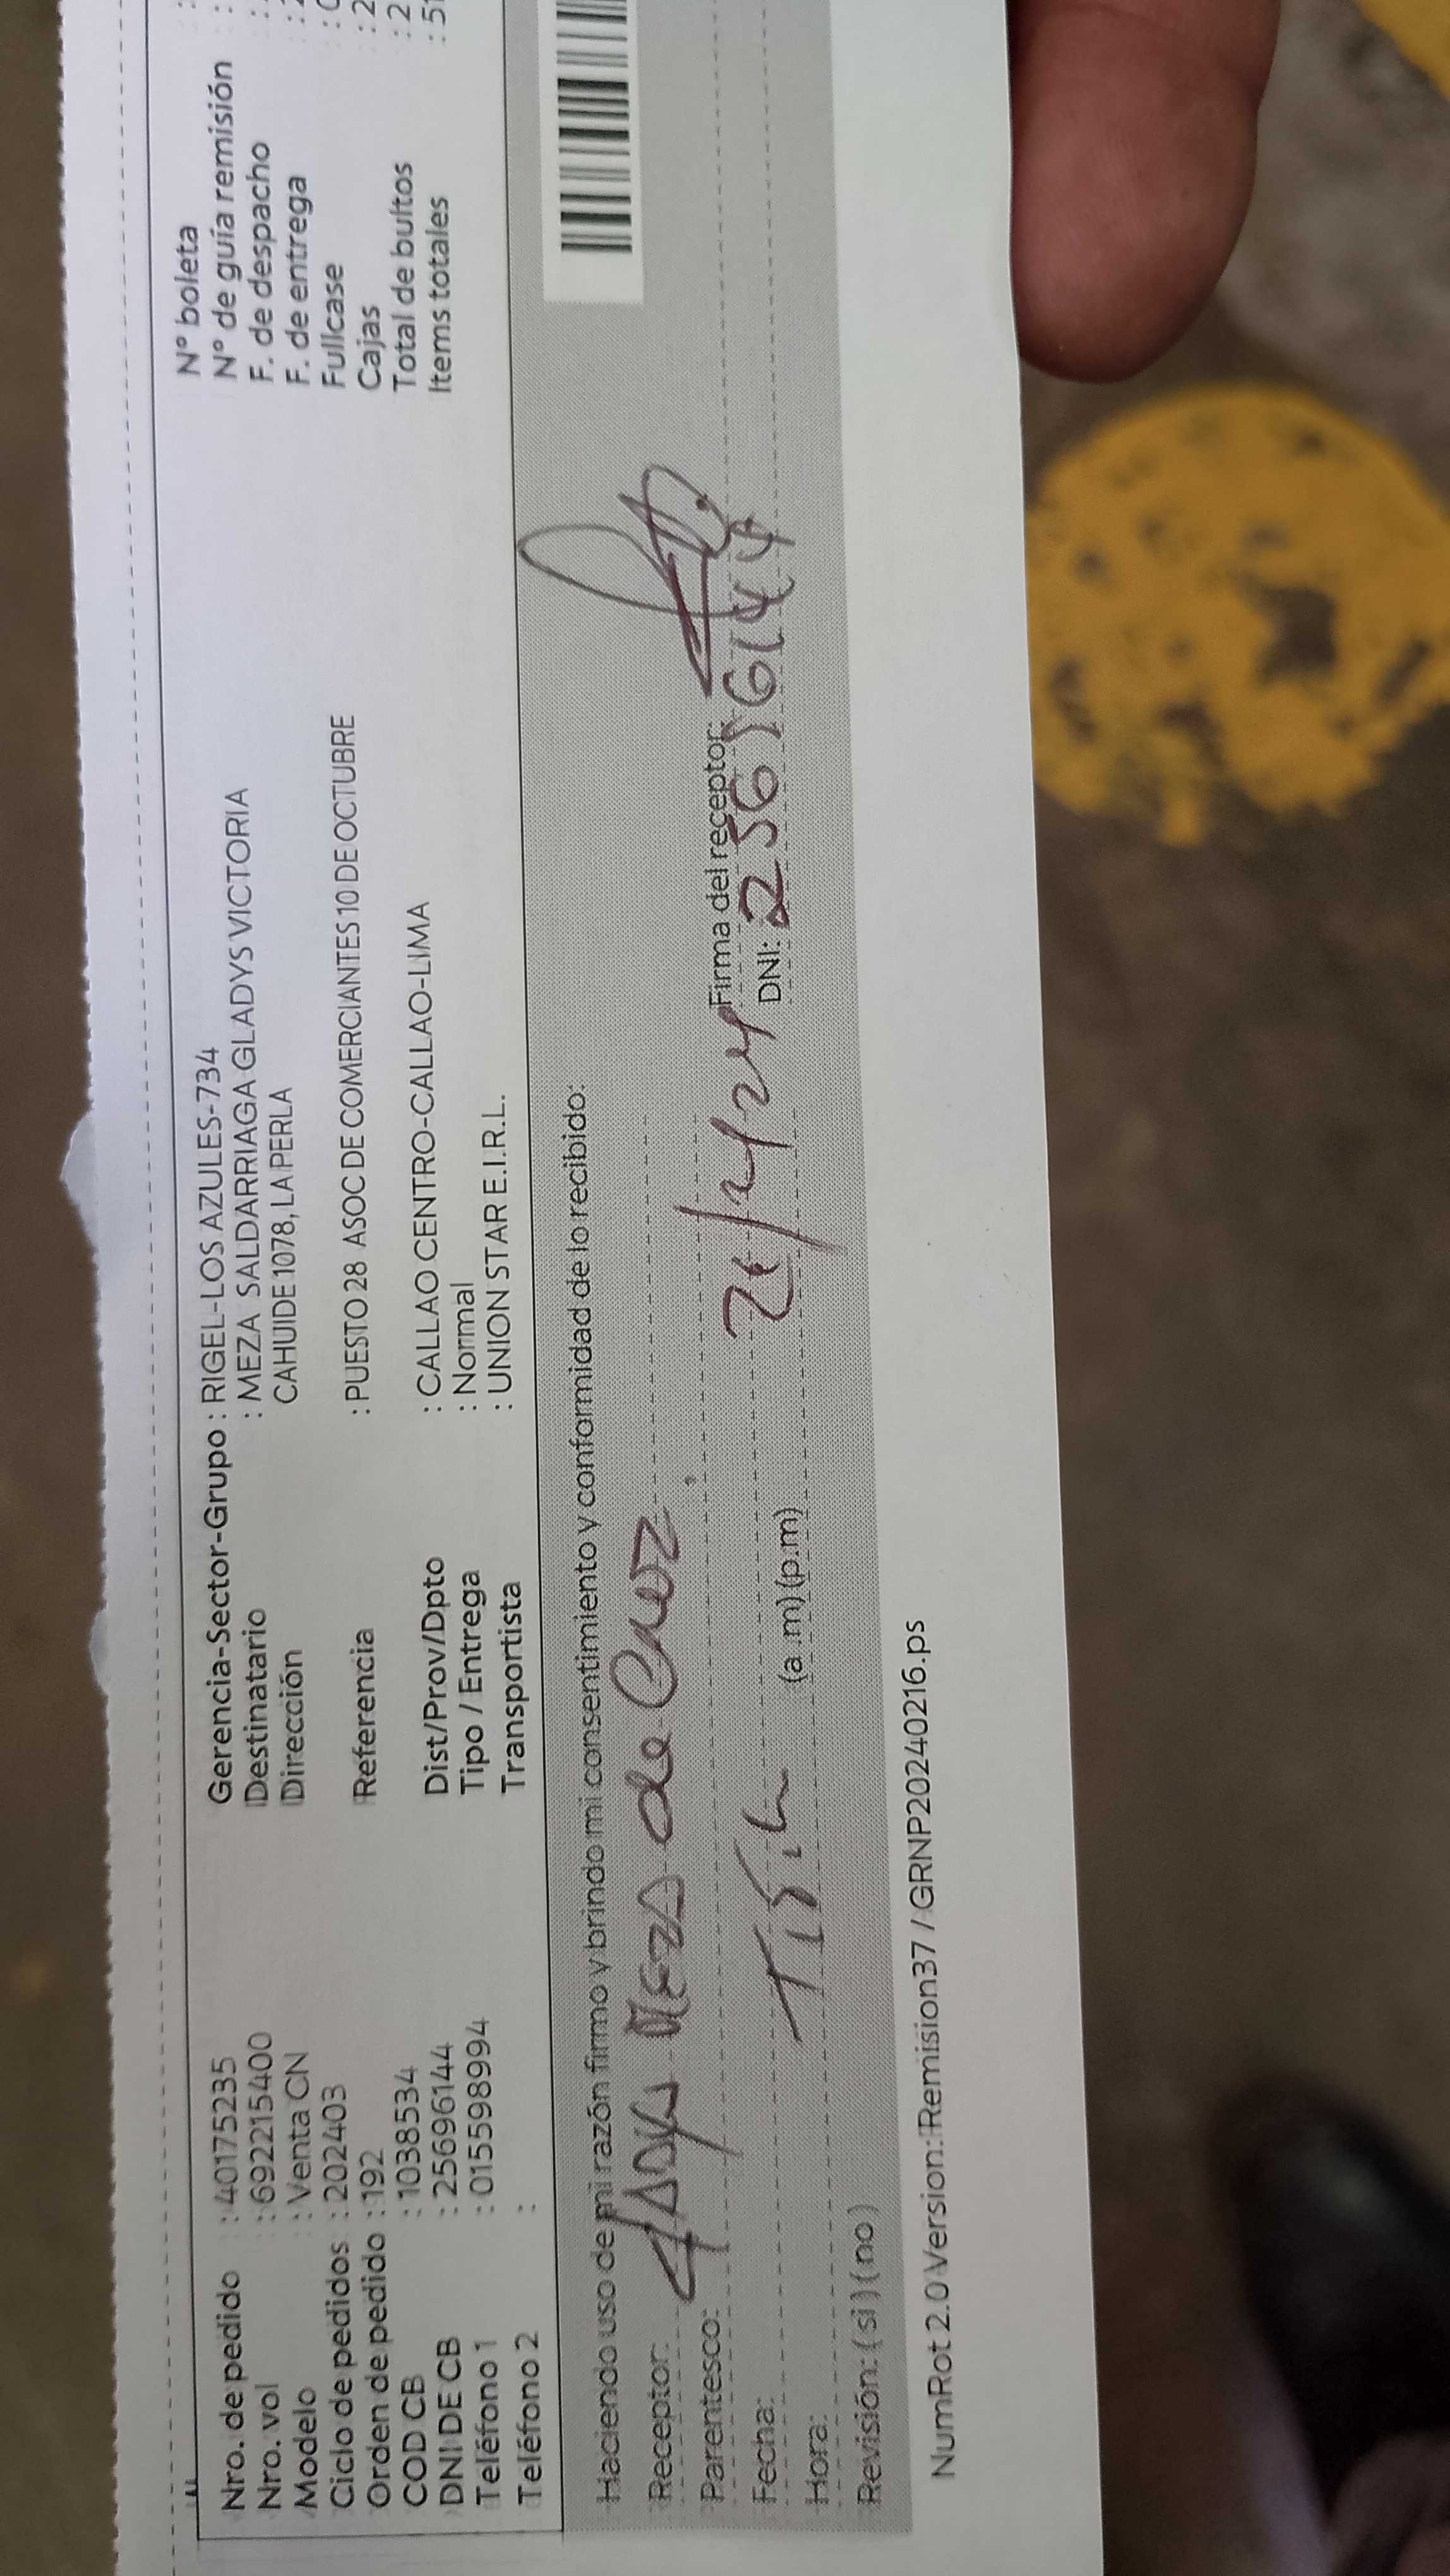 Nro. de pedido : 40175235
Nro. vol : 692215400
Modelo : Venta CN
Ciclo de pedidos : 202403
Orden de pedido : 192
COD CB : 1038534
DNI DE CB : 25696144
Teléfono 1 : 015598994
Teléfono 2 :
Gerencia-Sector-Grupo : RIGEL-LOS AZULES-734
Destinatario : MEZA SALDARRIAGA GLADYS VICTORIA
Dirección CAHUIDE 1078, LA PERLA
Referencia : PUESTO 28 ASOC DE COMERCIANTES 10 DE OCTUBRE
Dist/Prov/Dpto : CALLAO CENTRO-CALLAO-LIMA
Tipo / Entrega : Normal
Transportista : UNION STAR E.I.R.L.
N° boleta :
N° de guía remisión :
F. de despacho :
F. de entrega :
Fullcase :
Cajas : 2
Total de bultos : 2
Items totales : 5
Haciendo uso de mi razón firmo y brindo mi consentimiento y conformidad de lo recibido:
Receptor: Meza de
Parentesco:
Firma del receptor:
Fecha:
DNI:
Hora: (a.m) (p.m)
Revisión: ( si ) ( no )
NumRot 2.0 Version: Remision37 / GRNP20240216.ps